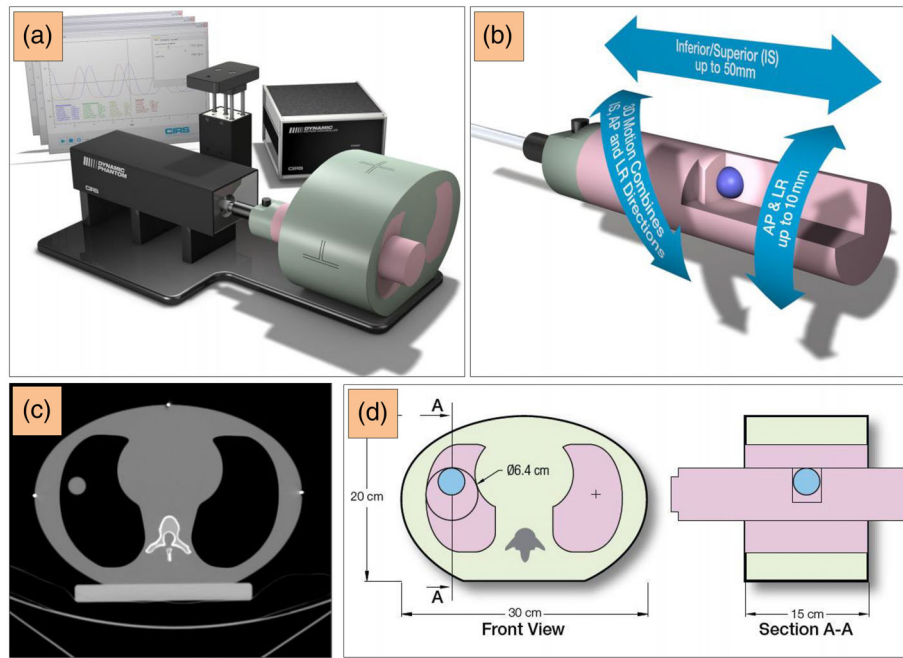 (a)
CIRS
DYNAMIC
PHANTOM
CIRS
DYNAMIC
(b)
Inferior/Superior (IS)
up to 50mm
3D Motion Combines
IS, AP and LR Directions
AP & LR
up to 10 mm
(c)
(d)
A
Ø6.4 cm
20 cm
A
30 cm
Front View
15 cm
Section A-A